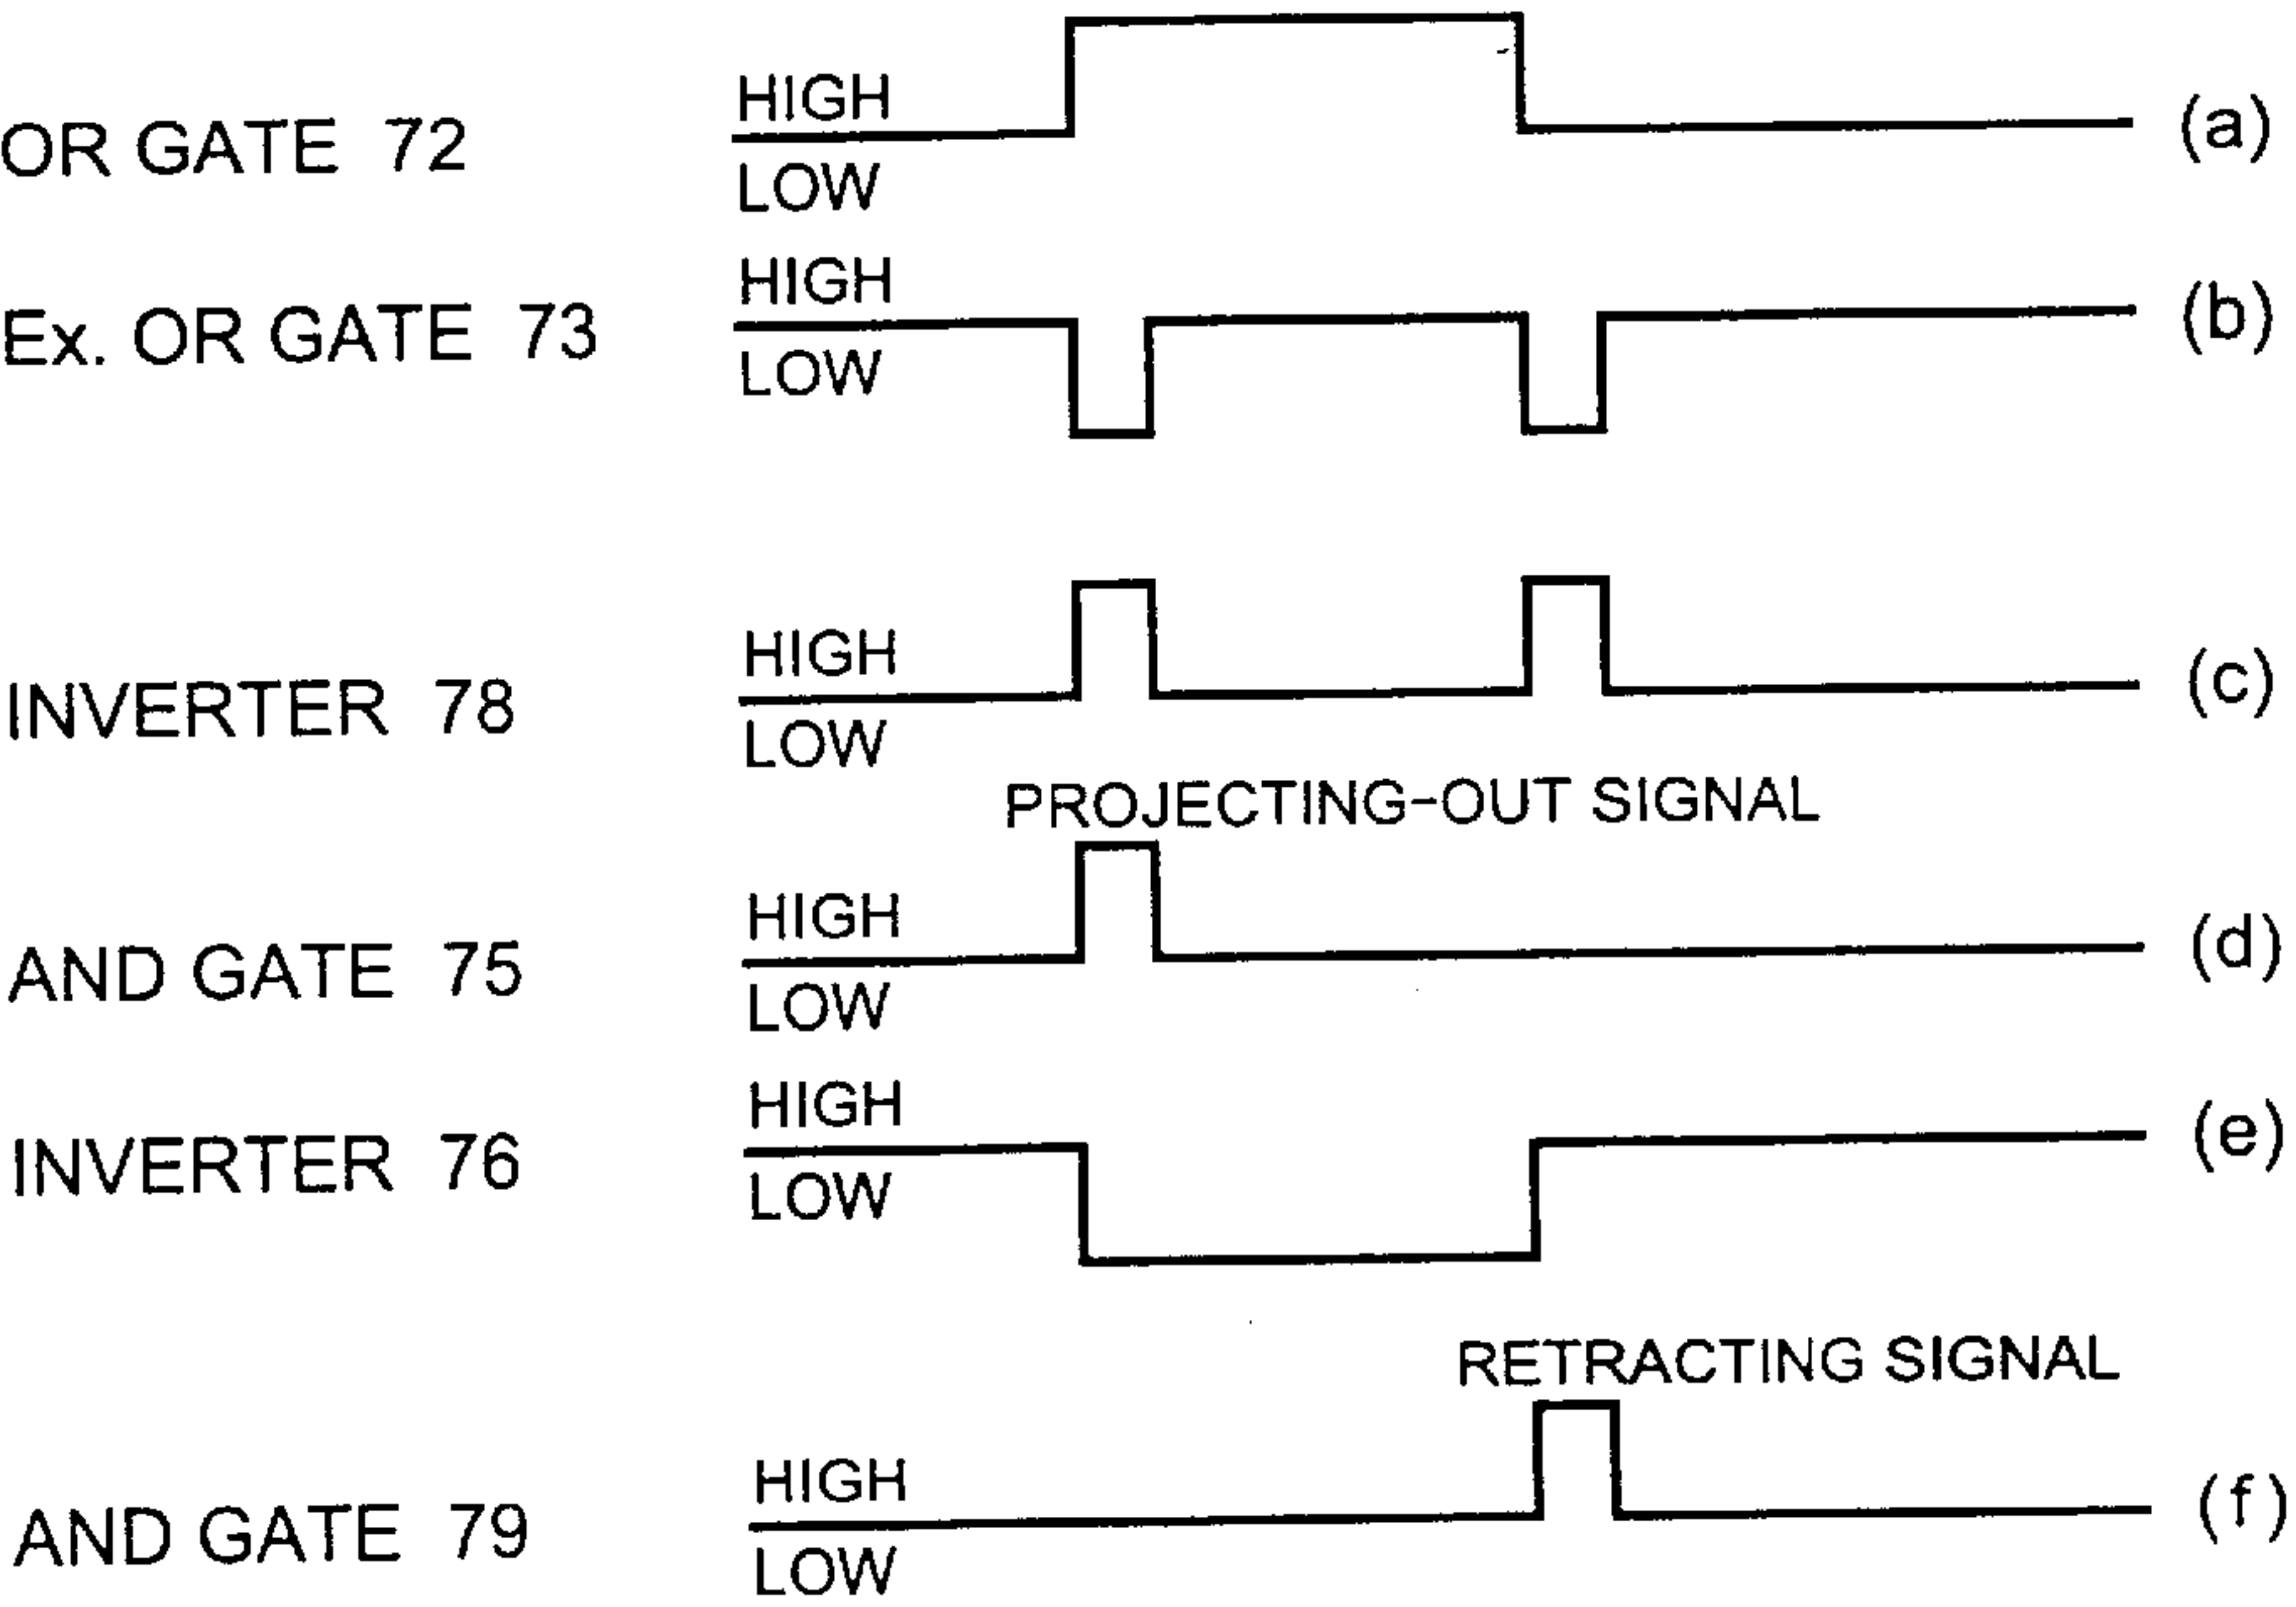 HIGH
OR GATE 72
(a)
LOW
HIGH
Ex. OR GATE 73
(b)
LOW
HIGH
INVERTER 78
(c)
LOW
PROJECTING-OUT SIGNAL
HIGH
AND GATE 75
(d)
LOW
HIGH
INVERTER 76
(e)
LOW
RETRACTING SIGNAL
HIGH
AND GATE 79
(f)
LOW